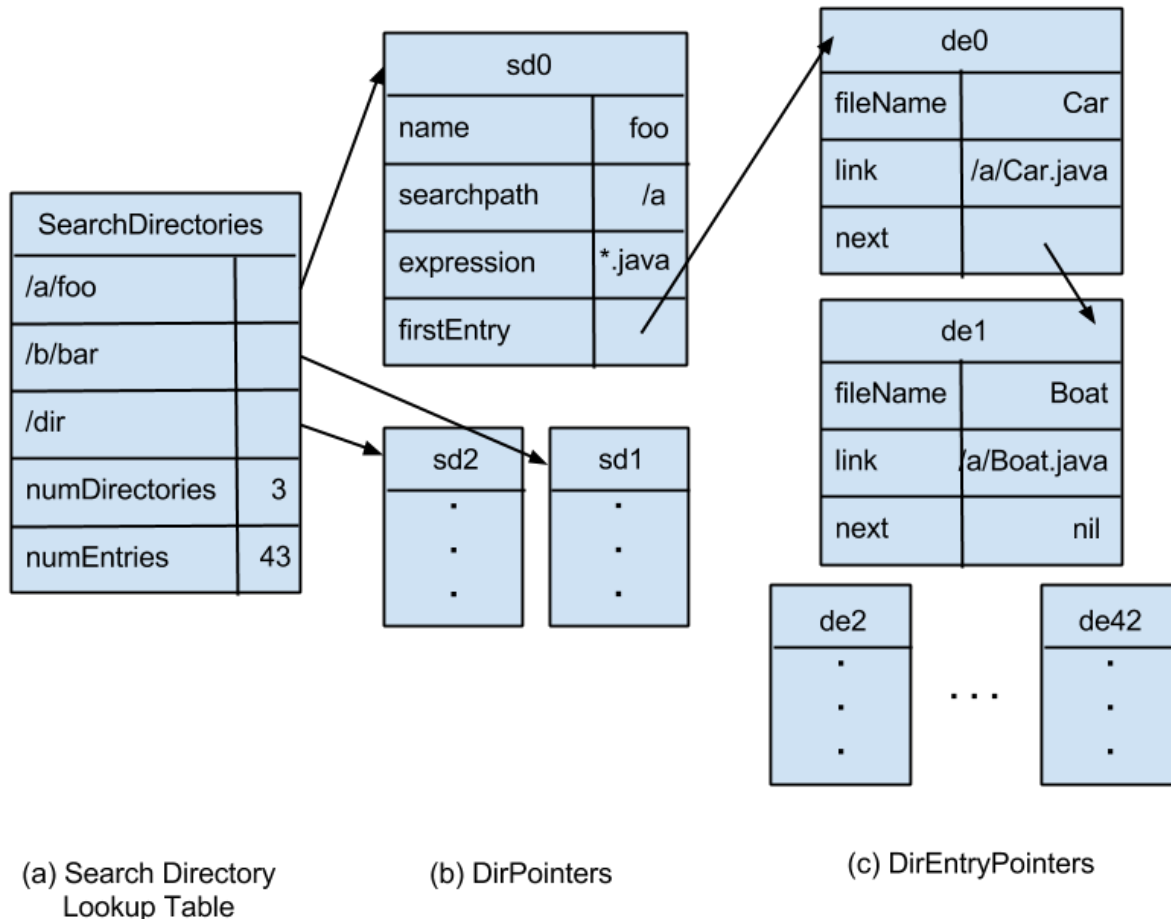 SearchDirectories
/a/foo
/b/bar
/dir
numDirectories 3
numEntries 43
sd0
name foo
searchpath /a
expression *.java
firstEntry
sd2
.
.
.
sd1
.
.
.
de0
fileName Car
link /a/Car.java
next
de1
fileName Boat
link /a/Boat.java
next nil
de2
.
.
.
. . .
de42
.
.
.
(a) Search Directory
Lookup Table
(b) DirPointers
(c) DirEntryPointers